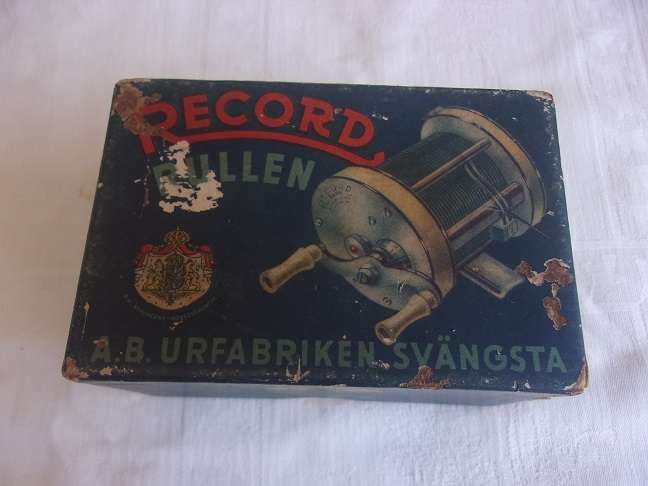 RECORD
RULLEN
A.B. URFABRIKEN SVÄNGSTA